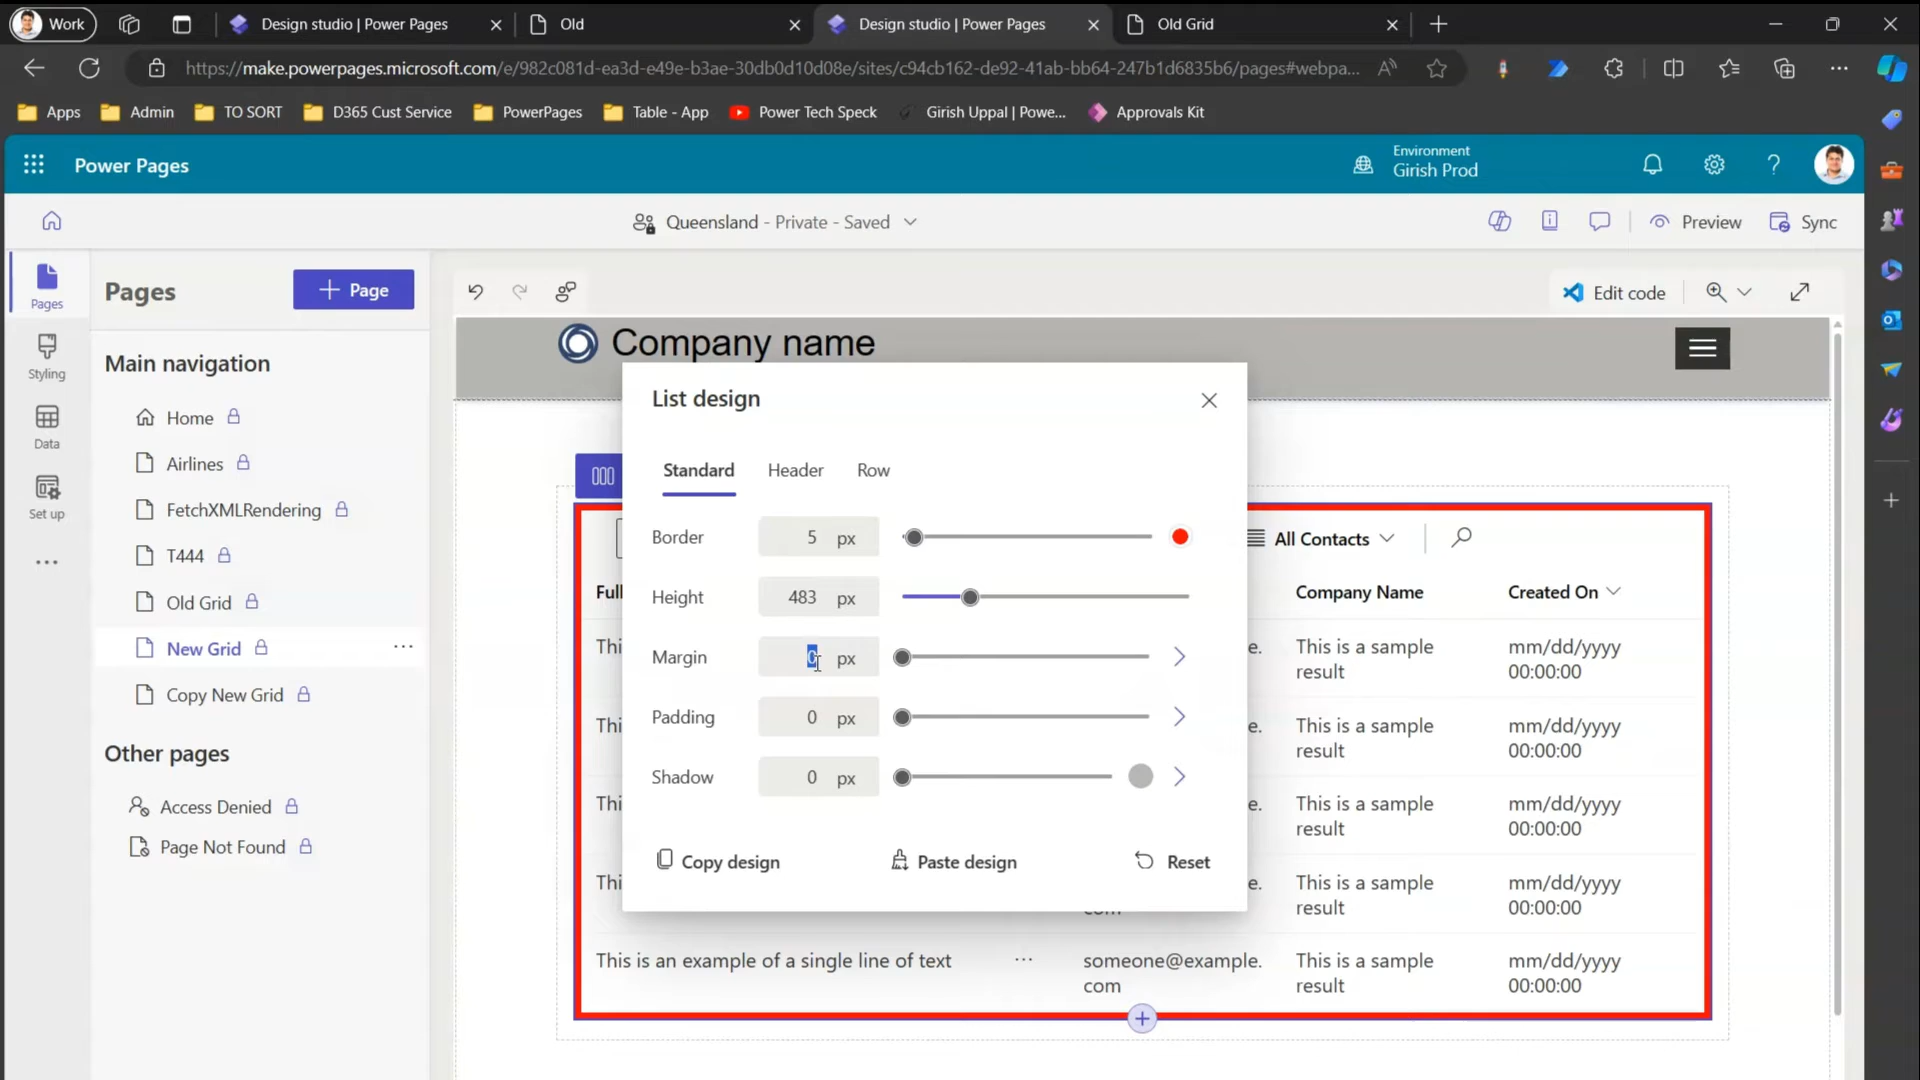 Work
Design studio | Power Pages
Old
Design studio | Power Pages
Old Grid
https://make.powerpages.microsoft.com/e/982c081d-ea3d-e49e-b3ae-30db0d10d08e/sites/c94cb162-de92-41ab-bb64-247b1d6835b6/pages#webpa...
Apps
Admin
TO SORT
D365 Cust Service
PowerPages
Table - App
Power Tech Speck
Girish Uppal | Powe...
Approvals Kit
Power Pages
Environment
Girish Prod
Queensland - Private - Saved
Preview
Sync
Pages
Styling
Data
Set up
Pages
+ Page
Main navigation
Home
Airlines
FetchXMLRendering
T444
Old Grid
New Grid
Copy New Grid
Other pages
Access Denied
Page Not Found
Edit code
Company name
List design
Standard
Header
Row
Border 5 px
Height 483 px
Margin 0 px
Padding 0 px
Shadow 0 px
Copy design
Paste design
Reset
All Contacts
Full
Company Name
Created On
Thi
e.
This is a sample
result
mm/dd/yyyy
00:00:00
Thi
e.
This is a sample
result
mm/dd/yyyy
00:00:00
Thi
e.
This is a sample
result
mm/dd/yyyy
00:00:00
Thi
e.
com
This is a sample
result
mm/dd/yyyy
00:00:00
This is an example of a single line of text
...
someone@example.
com
This is a sample
result
mm/dd/yyyy
00:00:00